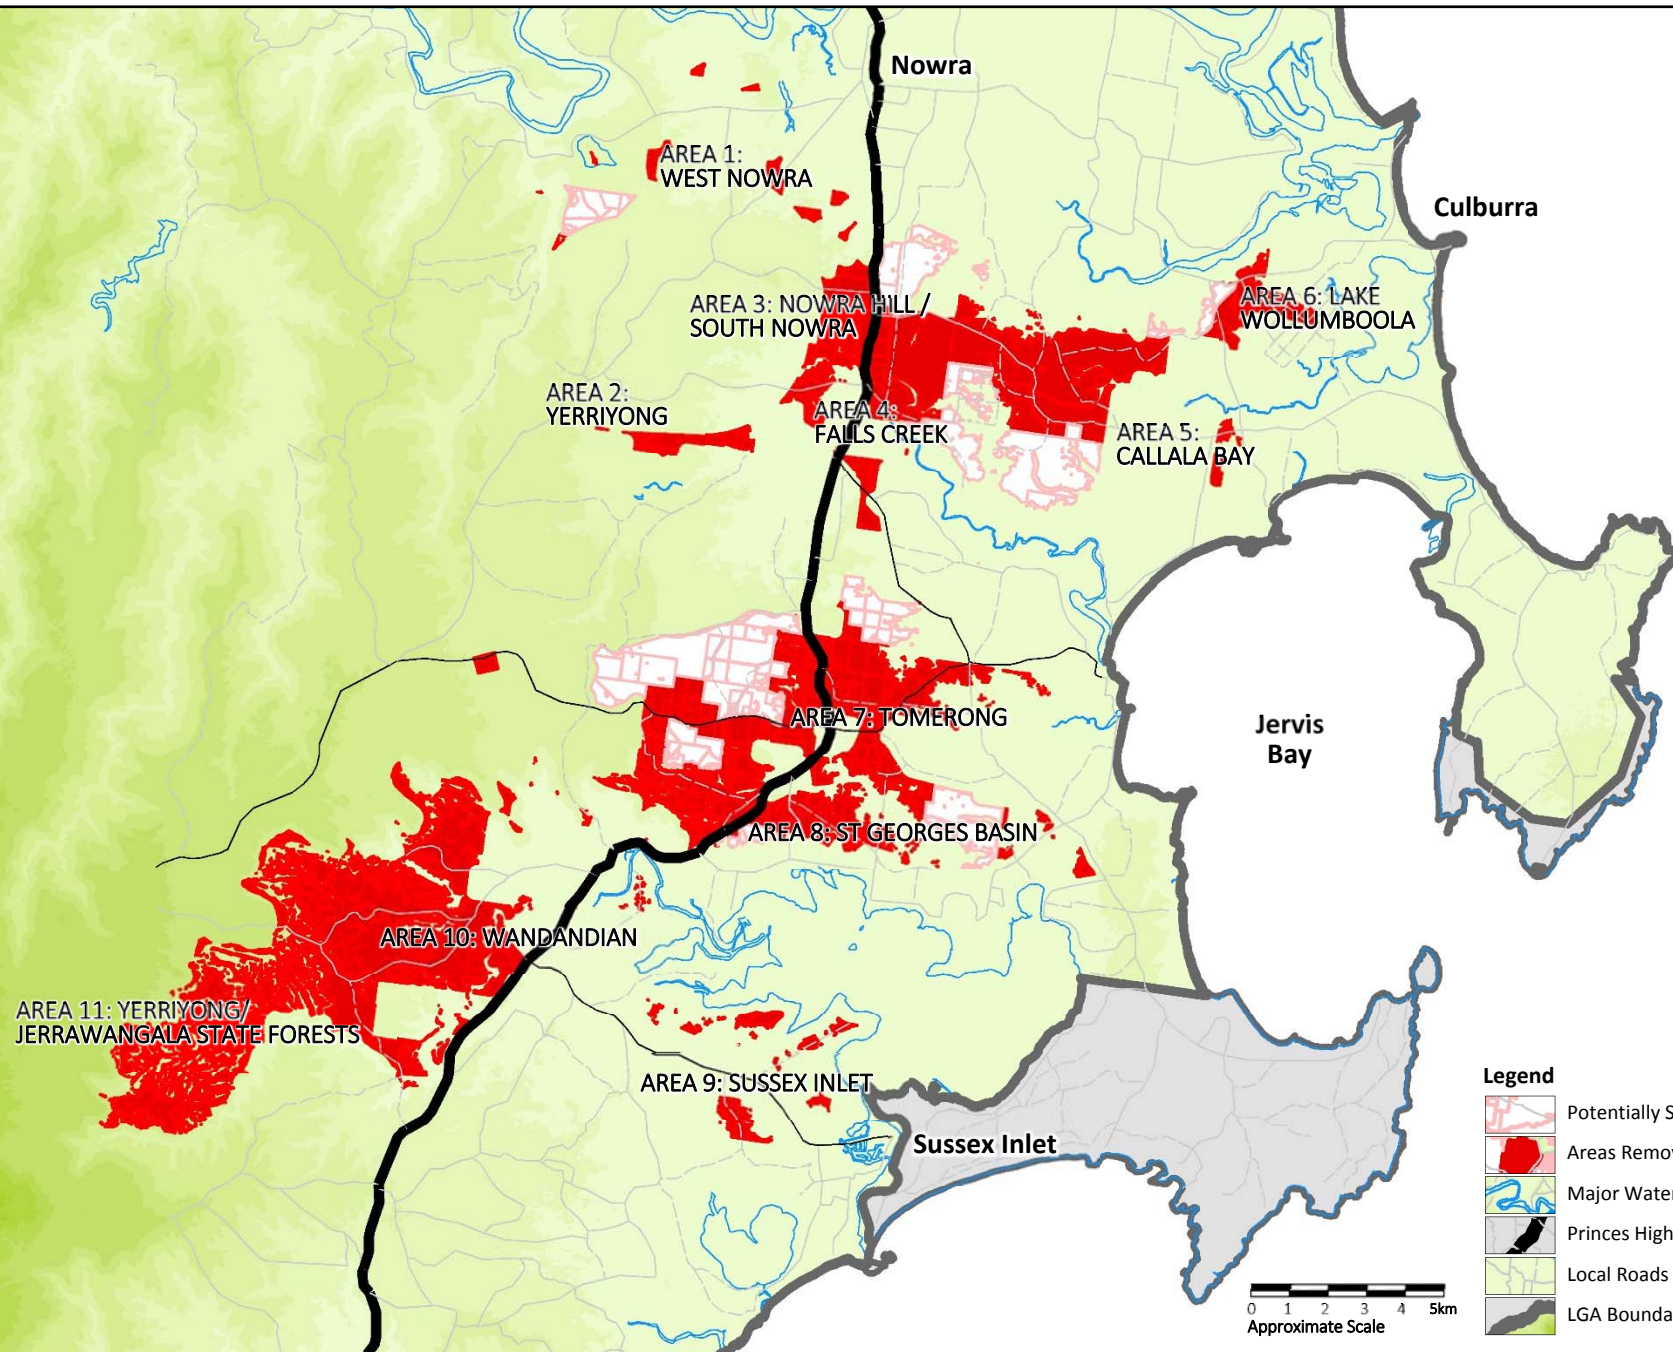 Nowra
AREA 1:
WEST NOWRA
Culburra
AREA 3: NOWRA HILL /
SOUTH NOWRA
AREA 6: LAKE
WOLLUMBOOLA
AREA 2:
YERRIYONG
AREA 4:
FALLS CREEK
AREA 5:
CALLALA BAY
AREA 7: TOMERONG
Jervis
Bay
AREA 8: ST GEORGES BASIN
AREA 10: WANDANDIAN
AREA 11: YERRIYONG/
JERRAWANGALA STATE FORESTS
AREA 9: SUSSEX INLET
Sussex Inlet
Legend
Potentially S
Areas Remov
Major Water
Princes High
Local Roads
LGA Bounda
0 1 2 3 4 5km
Approximate Scale